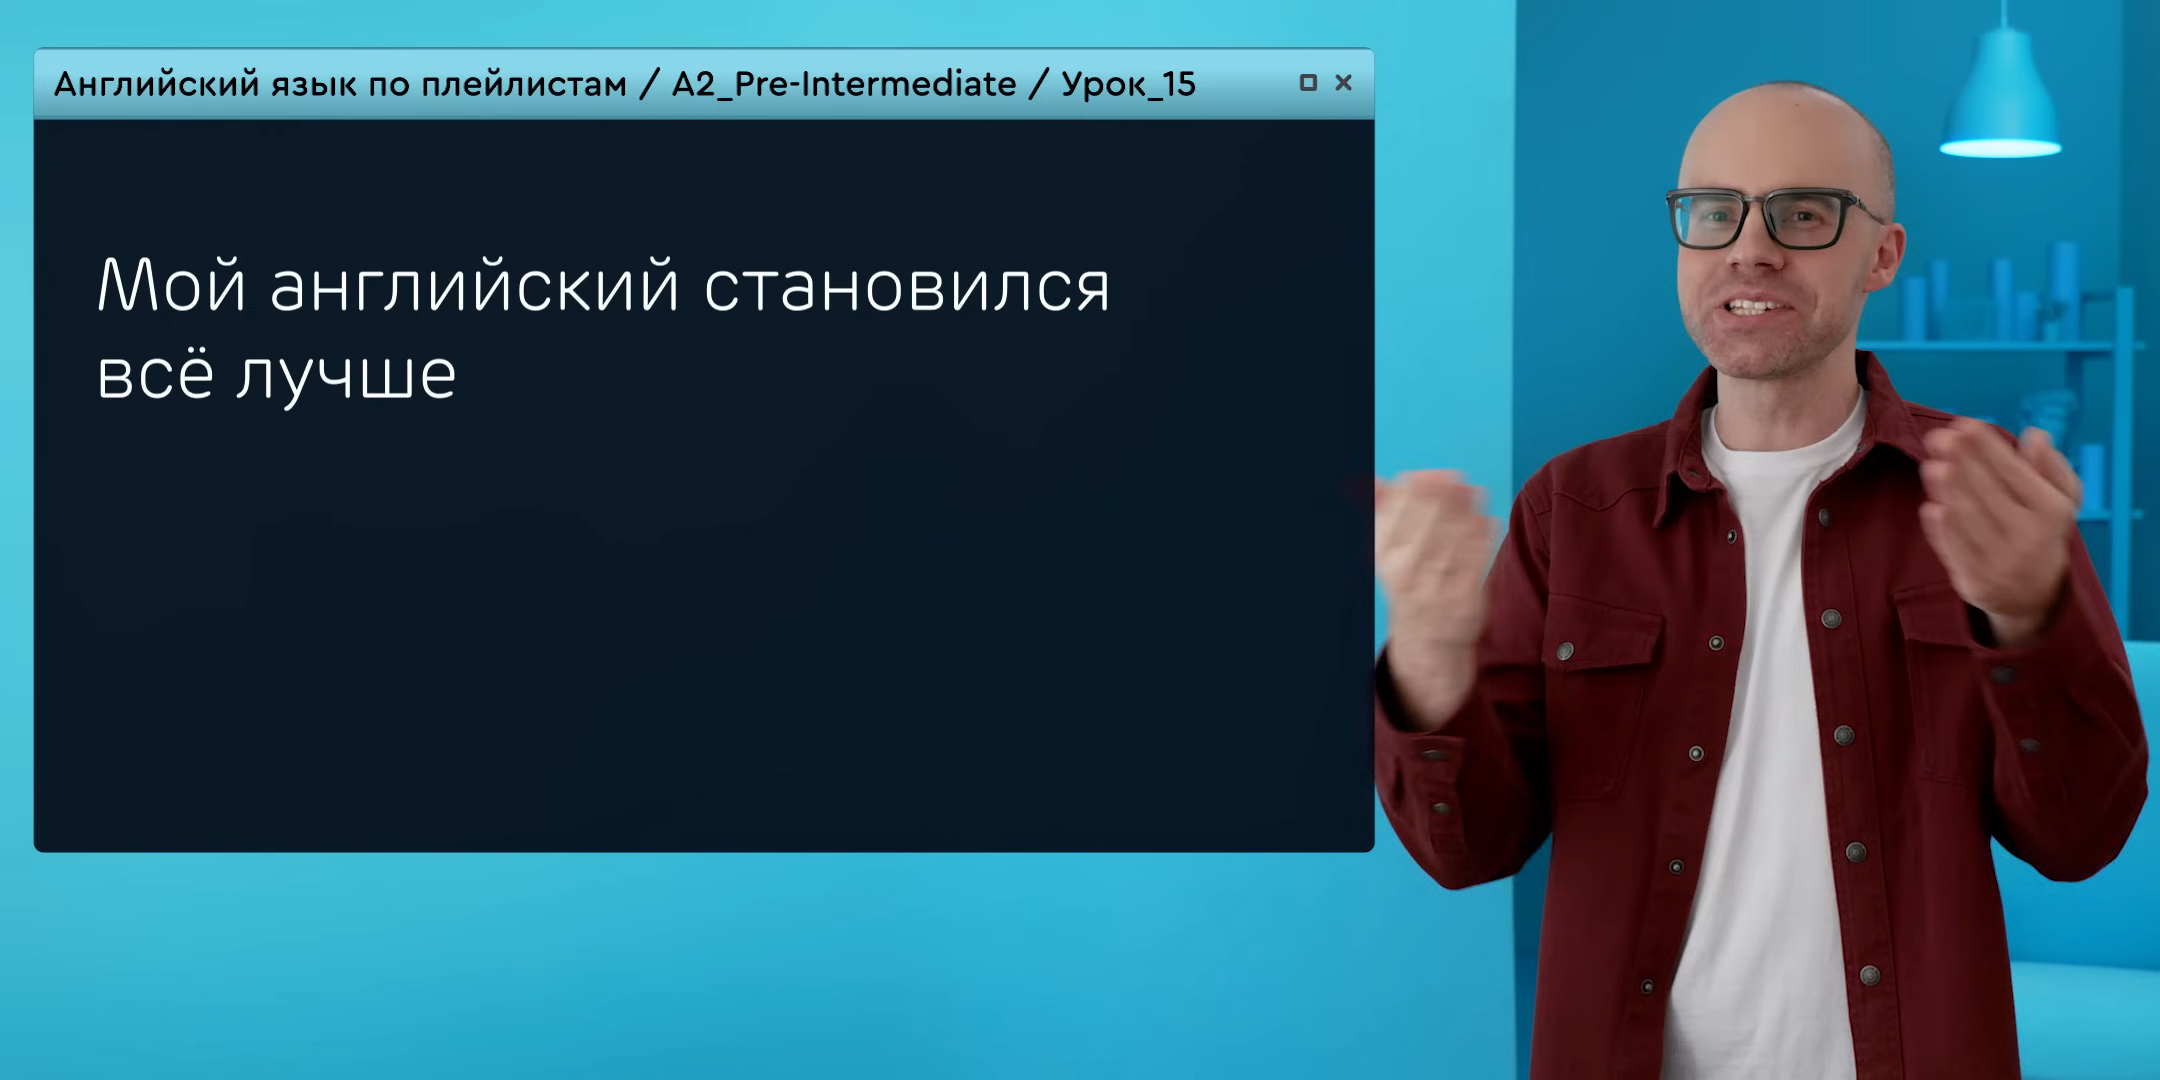 Английский язык по плейлистам / A2_Pre-Intermediate / Урок_15
Мой английский становился
всё лучше